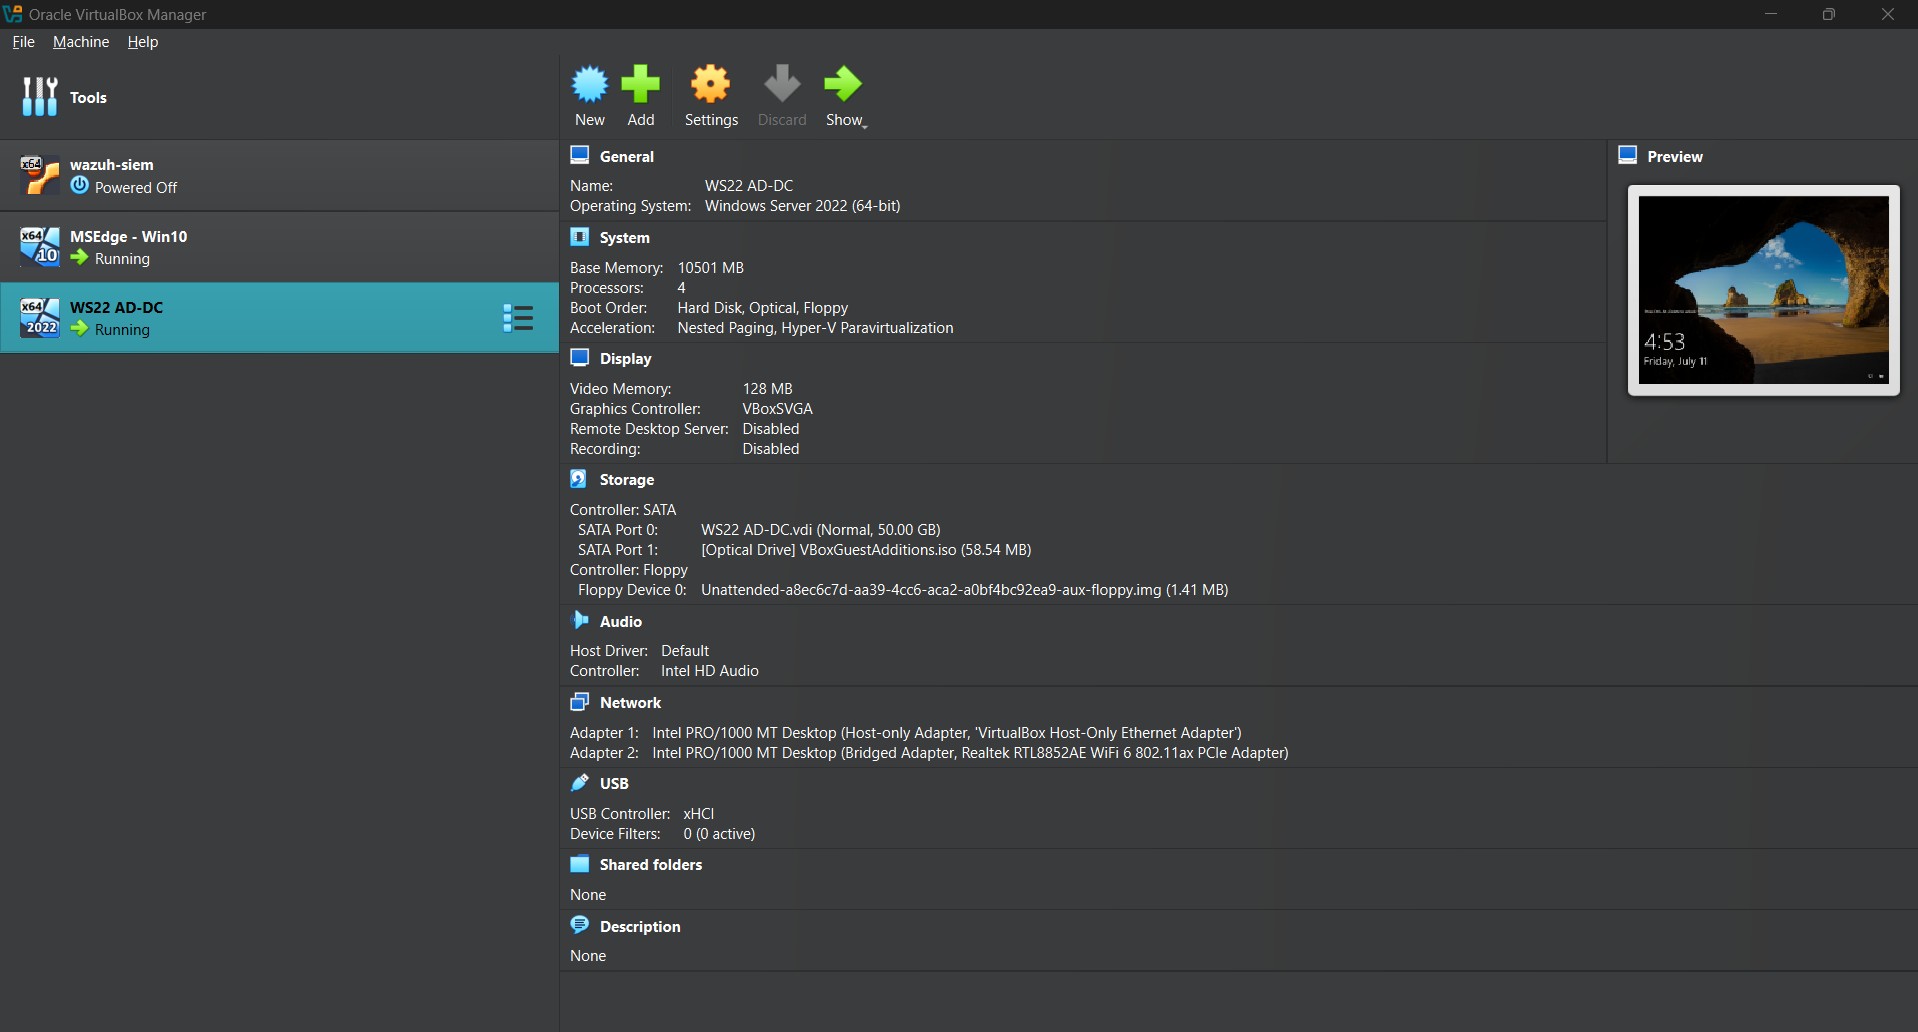 Oracle VirtualBox Manager
File Machine Help
Tools
New Add Settings Discard Show
x64 wazuh-siem
Powered Off
x64 10 MSEdge - Win10
Running
x64 2022 WS22 AD-DC
Running
General
Name: WS22 AD-DC
Operating System: Windows Server 2022 (64-bit)
System
Base Memory: 10501 MB
Processors: 4
Boot Order: Hard Disk, Optical, Floppy
Acceleration: Nested Paging, Hyper-V Paravirtualization
Display
Video Memory: 128 MB
Graphics Controller: VBoxSVGA
Remote Desktop Server: Disabled
Recording: Disabled
Preview
4:53
Friday, July 11
Storage
Controller: SATA
SATA Port 0: WS22 AD-DC.vdi (Normal, 50.00 GB)
SATA Port 1: [Optical Drive] VBoxGuestAdditions.iso (58.54 MB)
Controller: Floppy
Floppy Device 0: Unattended-a8ec6c7d-aa39-4cc6-aca2-a0bf4bc92ea9-aux-floppy.img (1.41 MB)
Audio
Host Driver: Default
Controller: Intel HD Audio
Network
Adapter 1: Intel PRO/1000 MT Desktop (Host-only Adapter, 'VirtualBox Host-Only Ethernet Adapter')
Adapter 2: Intel PRO/1000 MT Desktop (Bridged Adapter, Realtek RTL8852AE WiFi 6 802.11ax PCIe Adapter)
USB
USB Controller: xHCI
Device Filters: 0 (0 active)
Shared folders
None
Description
None